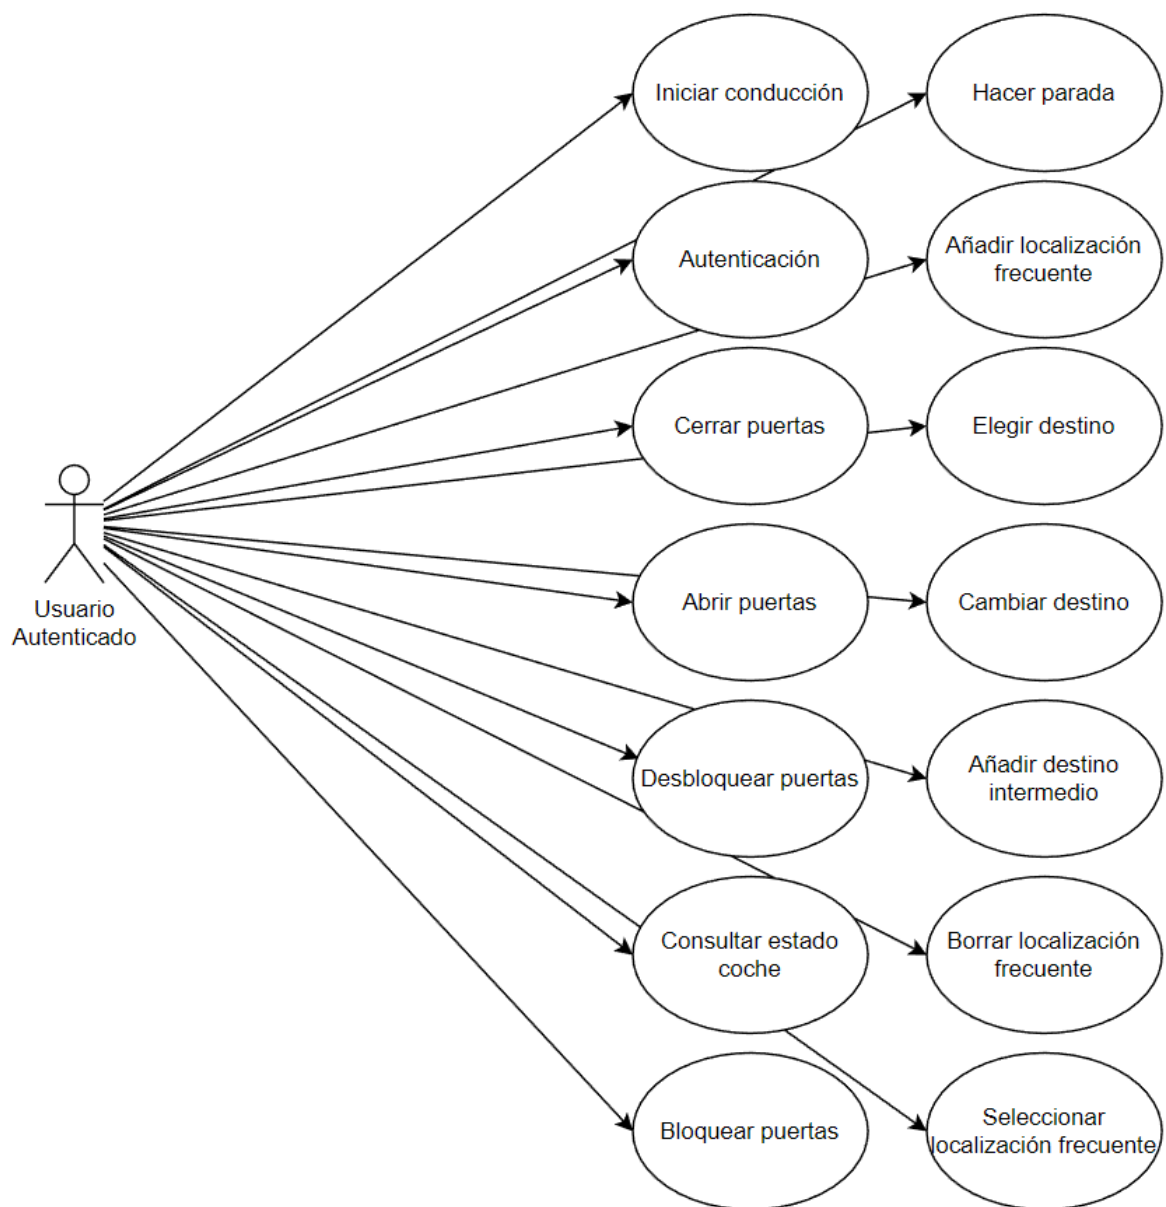 Iniciar conducción
Hacer parada
Autenticación
Añadir localización
frecuente
Cerrar puertas
Elegir destino
Usuario
Autenticado
Abrir puertas
Cambiar destino
Desbloquear puertas
Añadir destino
intermedio
Consultar estado
coche
Borrar localización
frecuente
Bloquear puertas
Seleccionar
localización frecuente